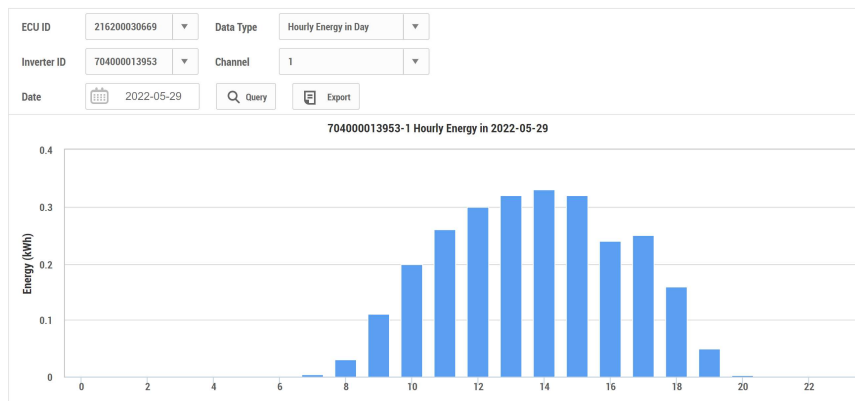 ECU ID 216200030669 Data Type Hourly Energy in Day
Inverter ID 704000013953 Channel 1
Date 2022-05-29 Query Export
704000013953-1 Hourly Energy in 2022-05-29
0.4
0.3
0.2
0.1
0
Energy (kWh)
0 2 4 6 8 10 12 14 16 18 20 22